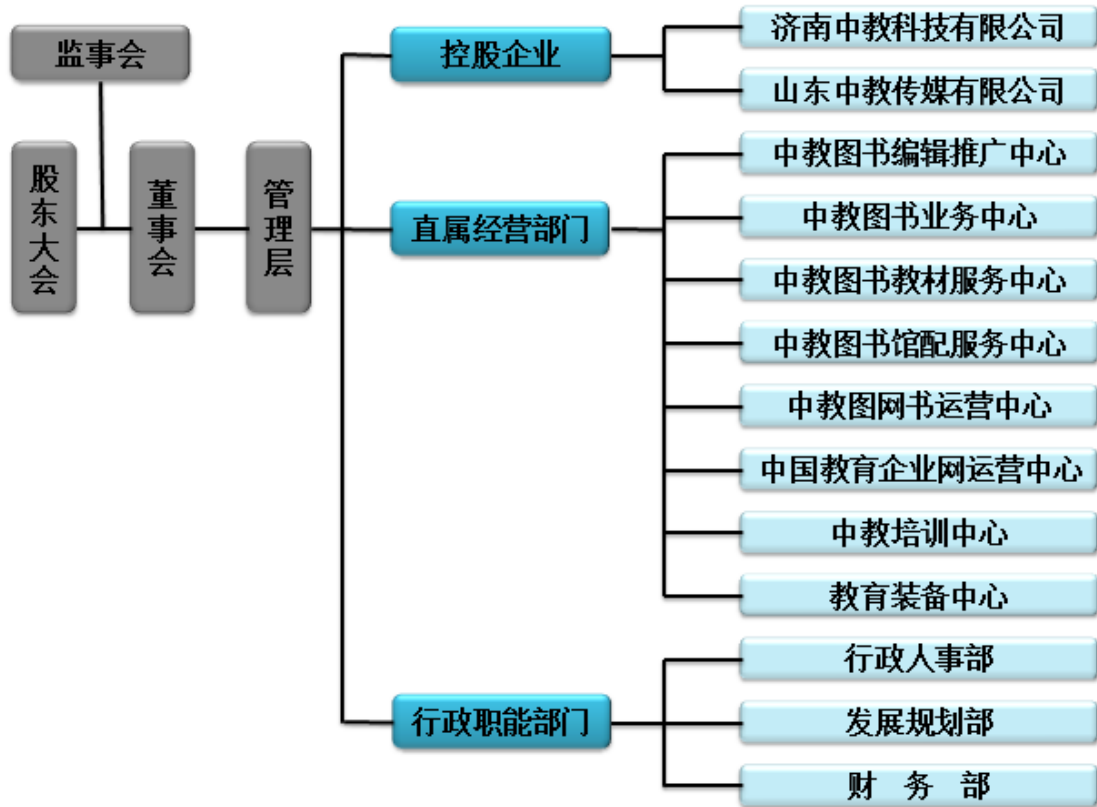 监事会
股东大会
董事会
管理层
控股企业
济南中教科技有限公司
山东中教传媒有限公司
直属经营部门
中教图书编辑推广中心
中教图书业务中心
中教图书教材服务中心
中教图书馆配服务中心
中教图网书运营中心
中国教育企业网运营中心
中教培训中心
教育装备中心
行政职能部门
行政人事部
发展规划部
财 务 部